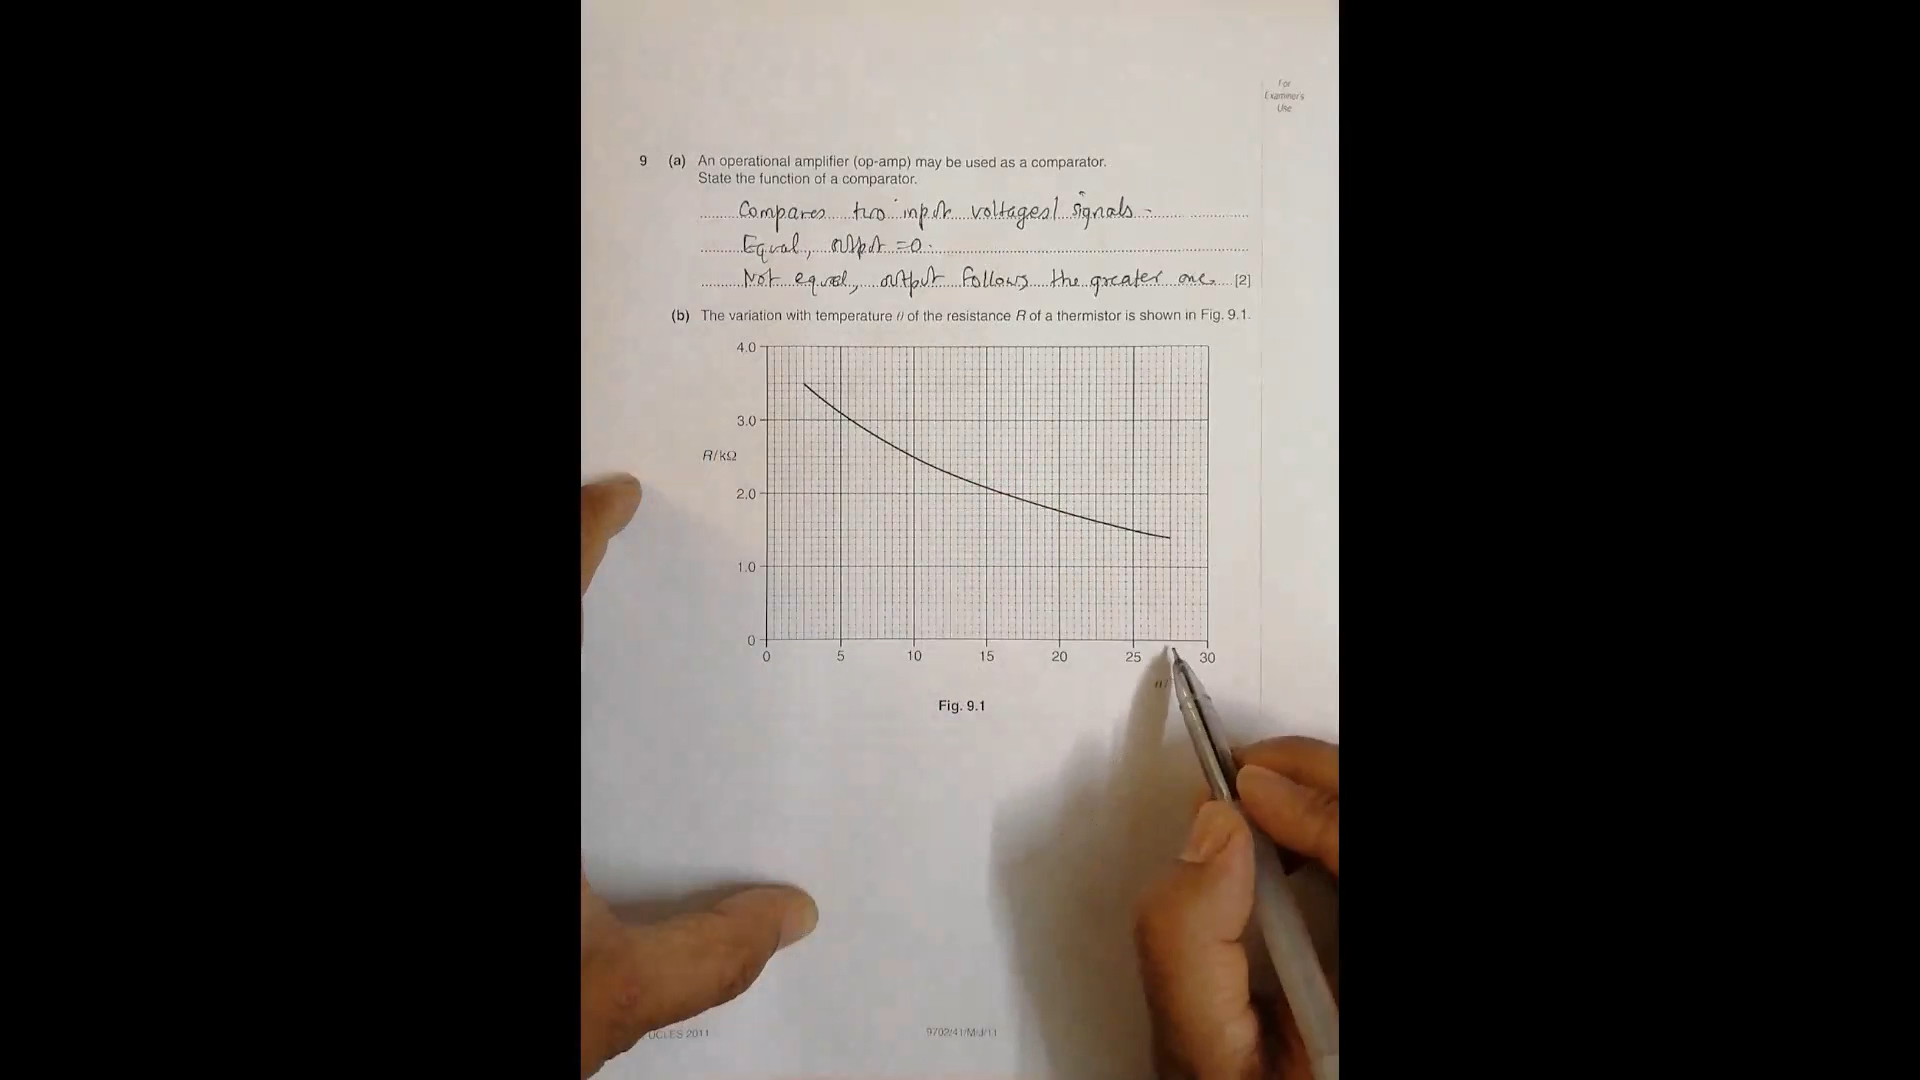 For
Examiner's
Use
9 (a) An operational amplifier (op-amp) may be used as a comparator.
State the function of a comparator.
Compares two input voltages/ signals
Equal, output = 0.
Not equal, output follows the greater one. [2]
(b) The variation with temperature θ of the resistance R of a thermistor is shown in Fig. 9.1.
4.0
3.0
R/kΩ
2.0
1.0
0
0 5 10 15 20 25 30
Fig. 9.1
UCLES 2011 9702/41/M/J/11